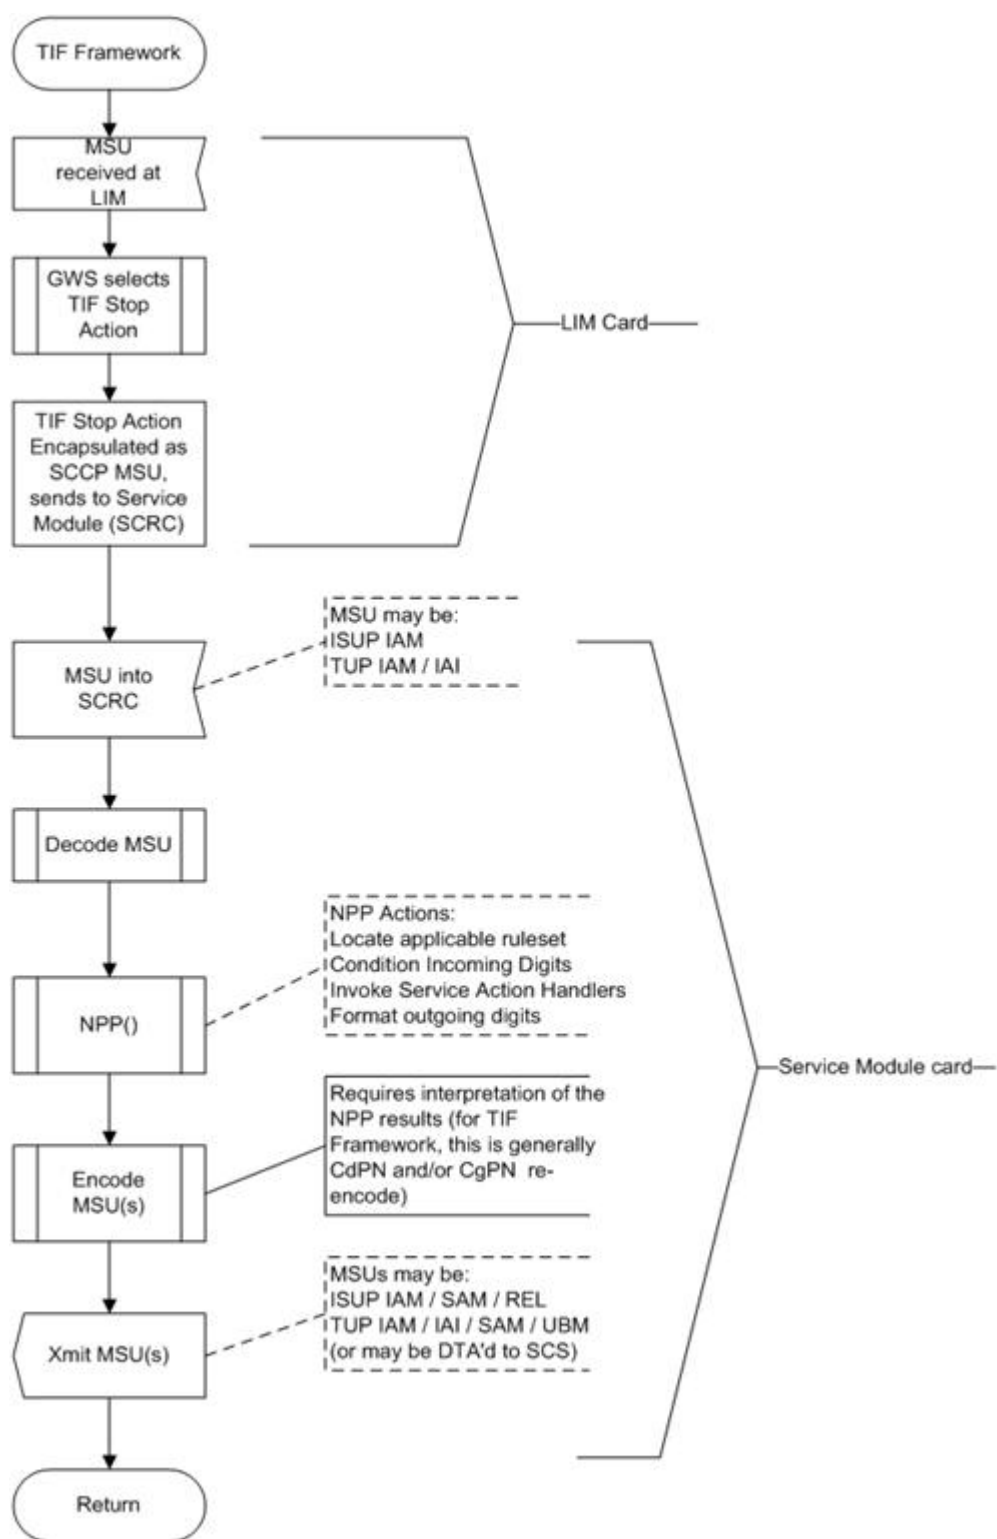 TIF Framework
MSU
received at
LIM
GWS selects
TIF Stop
Action
LIM Card
TIF Stop Action
Encapsulated as
SCCP MSU,
sends to Service
Module (SCRC)
MSU may be:
ISUP IAM
TUP IAM / IAI
MSU into
SCRC
Decode MSU
NPP Actions:
Locate applicable ruleset
Condition Incoming Digits
Invoke Service Action Handlers
Format outgoing digits
NPP()
Service Module card
Requires interpretation of the
NPP results (for TIF
Framework, this is generally
CdPN and/or CgPN re-
encode)
Encode
MSU(s)
MSUs may be:
ISUP IAM / SAM / REL
TUP IAM / IAI / SAM / UBM
(or may be DTA'd to SCS)
Xmit MSU(s)
Return